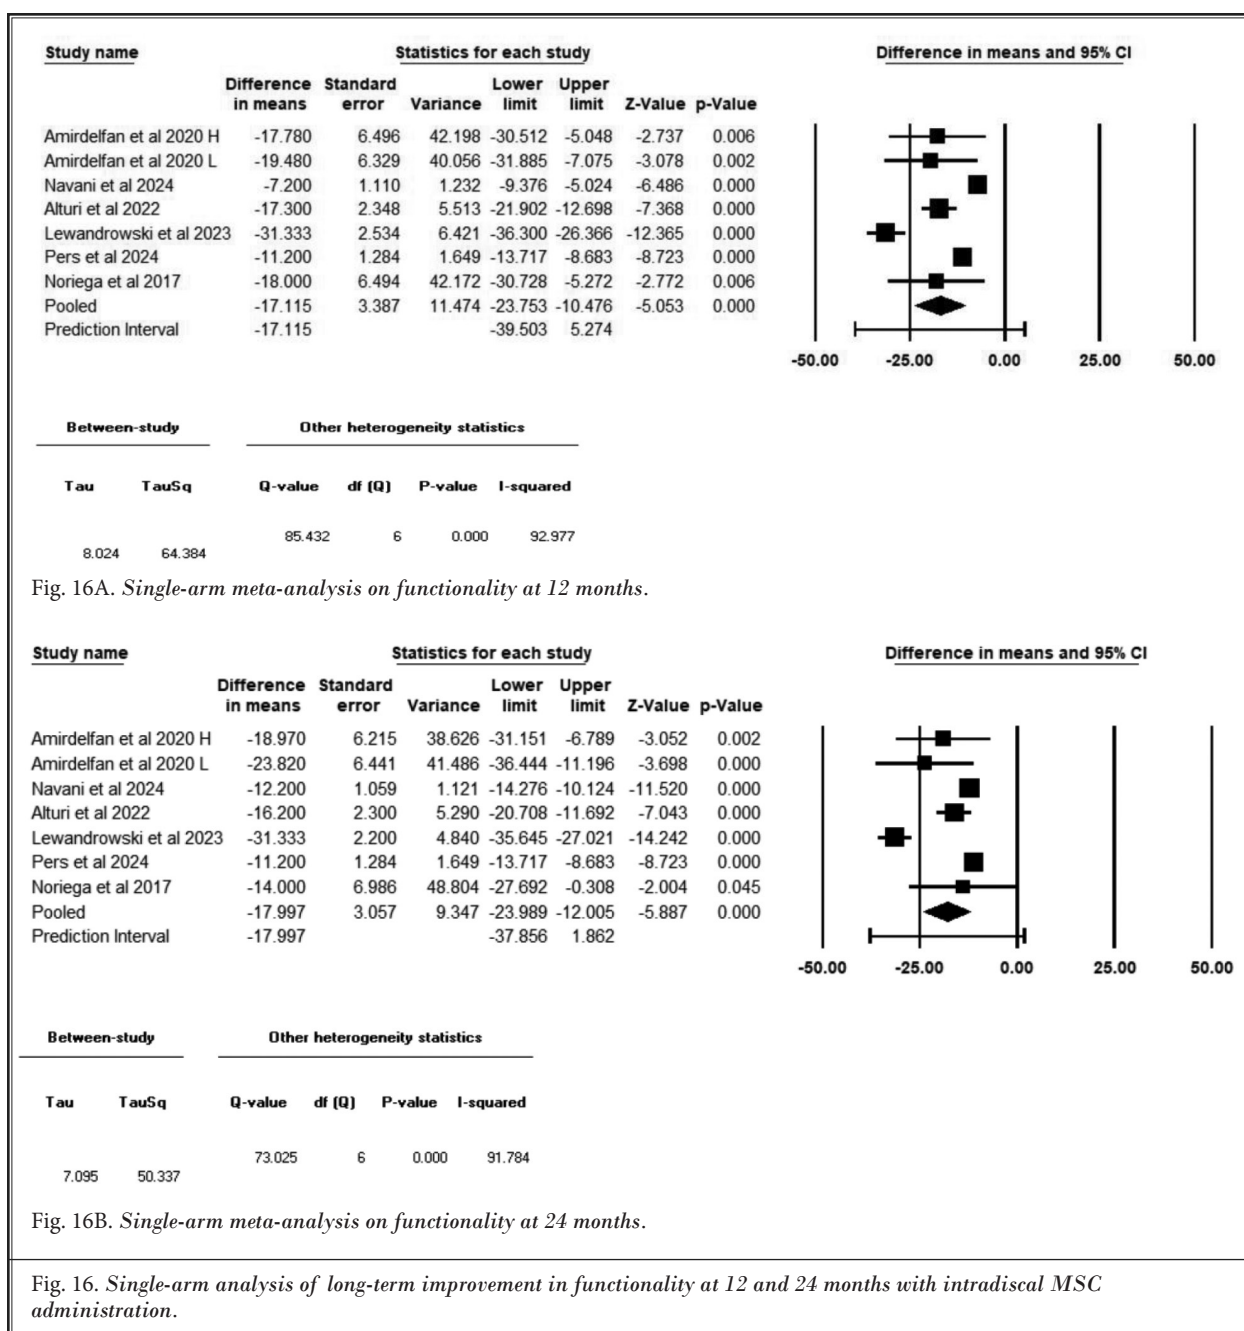 Study name Statistics for each study Difference in means and 95% CI
Difference Standard Lower Upper
in means error Variance limit limit Z-Value p-Value
Amirdelfan et al 2020 H -17.780 6.496 42.198 -30.512 -5.048 -2.737 0.006
Amirdelfan et al 2020 L -19.480 6.329 40.056 -31.885 -7.075 -3.078 0.002
Navani et al 2024 -7.200 1.110 1.232 -9.376 -5.024 -6.486 0.000
Alturi et al 2022 -17.300 2.348 5.513 -21.902 -12.698 -7.368 0.000
Lewandrowski et al 2023 -31.333 2.534 6.421 -36.300 -26.366 -12.365 0.000
Pers et al 2024 -11.200 1.284 1.649 -13.717 -8.683 -8.723 0.000
Noriega et al 2017 -18.000 6.494 42.172 -30.728 -5.272 -2.772 0.006
Pooled -17.115 3.387 11.474 -23.753 -10.476 -5.053 0.000
Prediction Interval -17.115 -39.503 5.274
-50.00 -25.00 0.00 25.00 50.00
Between-study Other heterogeneity statistics
Tau TauSq Q-value df (Q) P-value I-squared
85.432 6 0.000 92.977
8.024 64.384
Fig. 16A. Single-arm meta-analysis on functionality at 12 months.
Study name Statistics for each study Difference in means and 95% CI
Difference Standard Lower Upper
in means error Variance limit limit Z-Value p-Value
Amirdelfan et al 2020 H -18.970 6.215 38.626 -31.151 -6.789 -3.052 0.002
Amirdelfan et al 2020 L -23.820 6.441 41.486 -36.444 -11.196 -3.698 0.000
Navani et al 2024 -12.200 1.059 1.121 -14.276 -10.124 -11.520 0.000
Alturi et al 2022 -16.200 2.300 5.290 -20.708 -11.692 -7.043 0.000
Lewandrowski et al 2023 -31.333 2.200 4.840 -35.645 -27.021 -14.242 0.000
Pers et al 2024 -11.200 1.284 1.649 -13.717 -8.683 -8.723 0.000
Noriega et al 2017 -14.000 6.986 48.804 -27.692 -0.308 -2.004 0.045
Pooled -17.997 3.057 9.347 -23.989 -12.005 -5.887 0.000
Prediction Interval -17.997 -37.856 1.862
-50.00 -25.00 0.00 25.00 50.00
Between-study Other heterogeneity statistics
Tau TauSq Q-value df (Q) P-value I-squared
73.025 6 0.000 91.784
7.095 50.337
Fig. 16B. Single-arm meta-analysis on functionality at 24 months.
Fig. 16. Single-arm analysis of long-term improvement in functionality at 12 and 24 months with intradiscal MSC
administration.